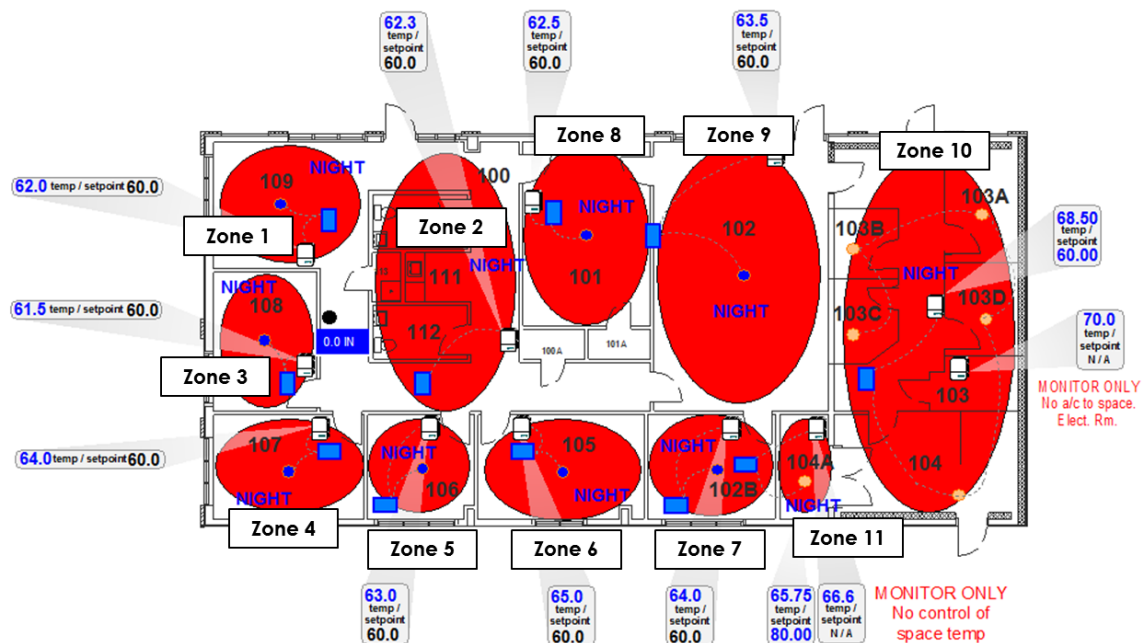 62.3
temp /
setpoint
60.0
62.5
temp /
setpoint
60.0
63.5
temp /
setpoint
60.0
Zone 8
Zone 9
Zone 10
NIGHT
109
100
62.0 temp / setpoint 60.0
103A
Zone 1
Zone 2
NIGHT
102
103B
68.50
temp /
setpoint
60.00
NIGHT
108
111
NIGHT
101
NIGHT
13
61.5 temp / setpoint 60.0
NIGHT
103D
103C
112
0.0 IN
100A
101A
70.0
temp /
setpoint
N / A
Zone 3
MONITOR ONLY
No a/c to space.
Elect. Rm.
103
107
NIGHT
105
NIGHT
64.0 temp / setpoint 60.0
104A
104
106
102B
NIGHT
NIGHT
Zone 4
Zone 5
Zone 6
Zone 7
Zone 11
63.0
temp /
setpoint
60.0
65.0
temp /
setpoint
60.0
64.0
temp /
setpoint
60.0
65.75
temp /
setpoint
80.00
66.6
temp /
setpoint
N / A
MONITOR ONLY
No control of
space temp